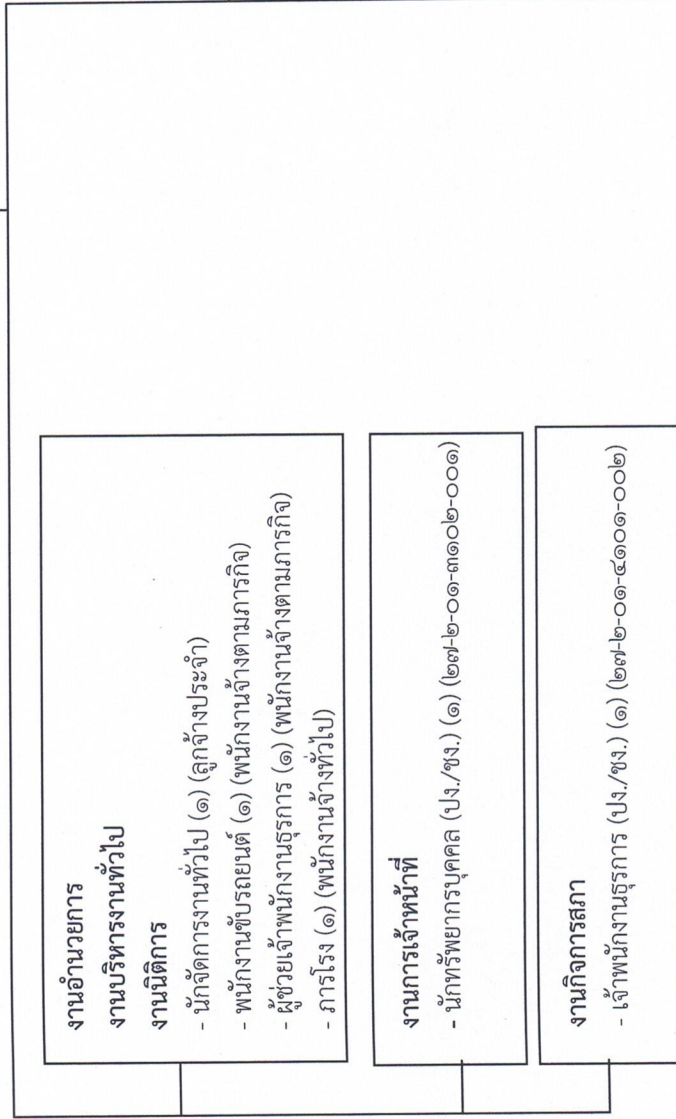 งานอำนวยการ
งานบริหารงานทั่วไป
งานนิติการ
- นักจัดการงานทั่วไป (๑) (ลูกจ้างประจำ)
- พนักงานขับรถยนต์ (๑) (พนักงานจ้างตามภารกิจ)
- ผู้ช่วยเจ้าพนักงานธุรการ (๑) (พนักงานจ้างตามภารกิจ)
- ภารโรง (๑) (พนักงานจ้างทั่วไป)
งานการเจ้าหน้าที่
- นักทรัพยากรบุคคล (ปง./ชง.) (๑) (๒๗-๒-๐๑-๓๑๐๒-๐๐๑)
งานกิจการสภา
- เจ้าพนักงานธุรการ (ปง./ชง.) (๑) (๒๗-๒-๐๑-๔๑๐๑-๐๐๒)